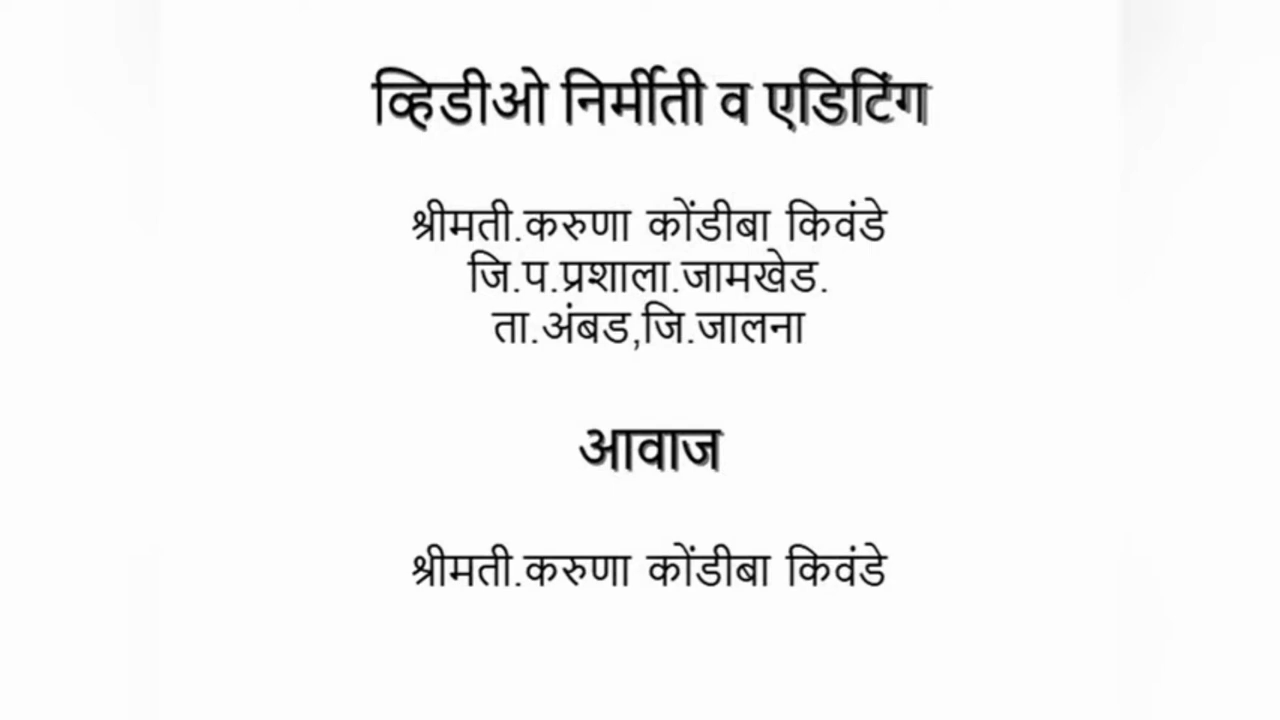 व्हिडीओ निर्मीती व एडिटिंग
श्रीमती.करुणा कोंडीबा किवंडे
जि.प.प्रशाला.जामखेड.
ता.अंबड,जि.जालना
आवाज
श्रीमती.करुणा कोंडीबा किवंडे